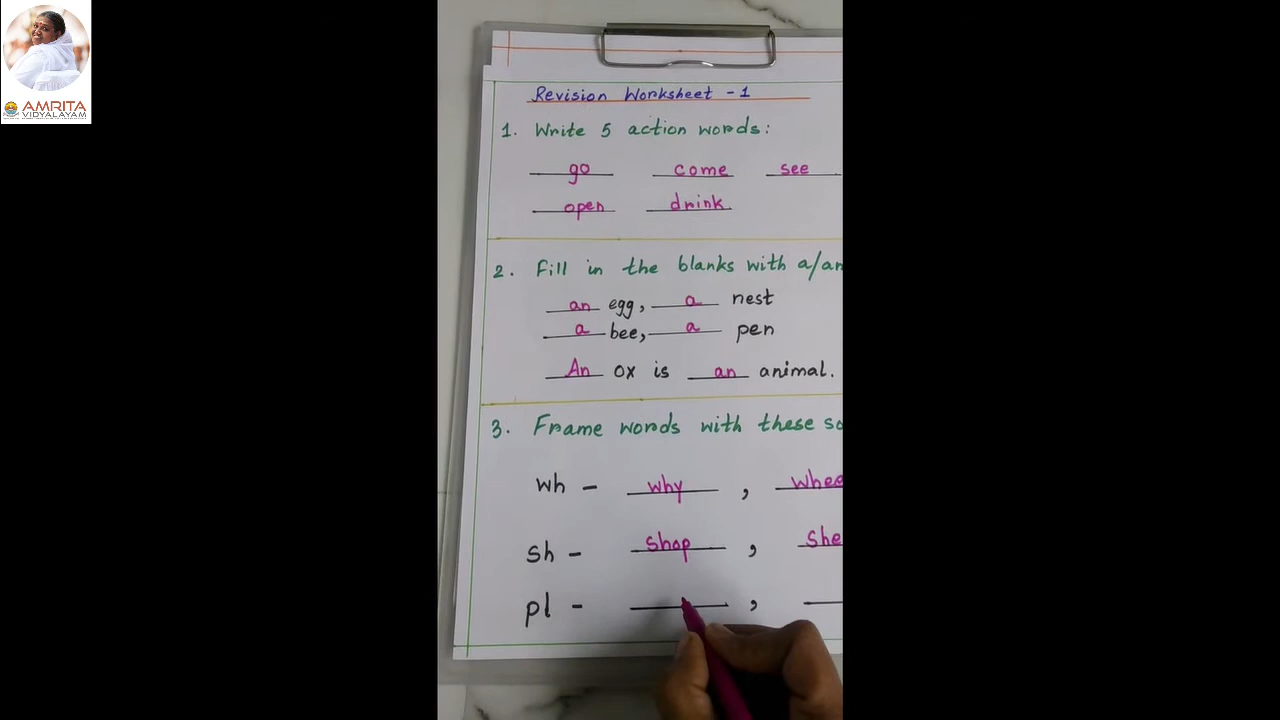 AMRITA
VIDYALAYAM
Revision Worksheet - 1
1. Write 5 action words:
go come see
open drink
2. Fill in the blanks with a/an
an egg, a nest
a bee, a pen
An ox is an animal.
3. Frame words with these
wh - why ,
sh - shop ,
pl - ,